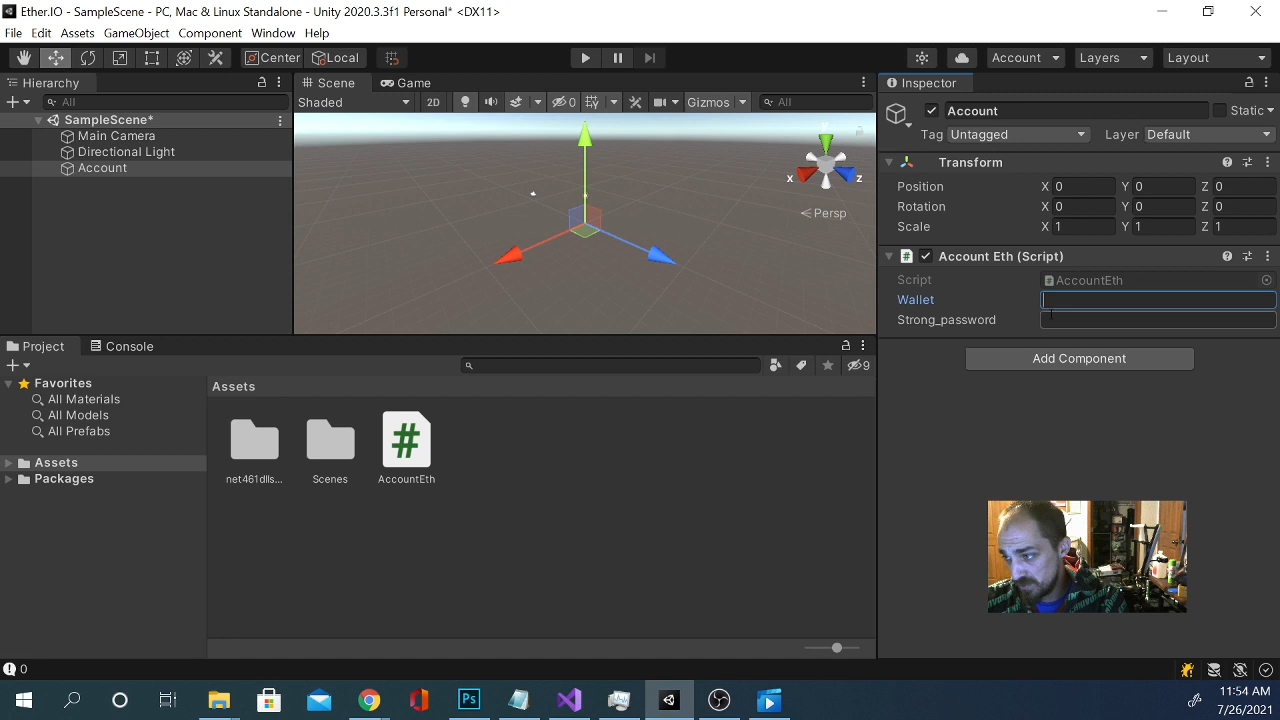 Ether.IO - SampleScene - PC, Mac & Linux Standalone - Unity 2020.3.3f1 Personal* <DX11>
File Edit Assets GameObject Component Window Help
Center Local Account Layers Layout
Hierarchy
All
SampleScene*
Main Camera
Directional Light
Account
Scene Game
Shaded 2D 0 Gizmos All
x z
Persp
Inspector
Account Static
Tag Untagged Layer Default
Transform
Position X 0 Y 0 Z 0
Rotation X 0 Y 0 Z 0
Scale X 1 Y 1 Z 1
# Account Eth (Script)
Script # AccountEth
Wallet
Strong_password
Add Component
Project Console
9
Favorites
All Materials
All Models
All Prefabs
Assets
Packages
Assets
net461dlls...
Scenes
#
AccountEth
0
Ps
11:54 AM
7/26/2021